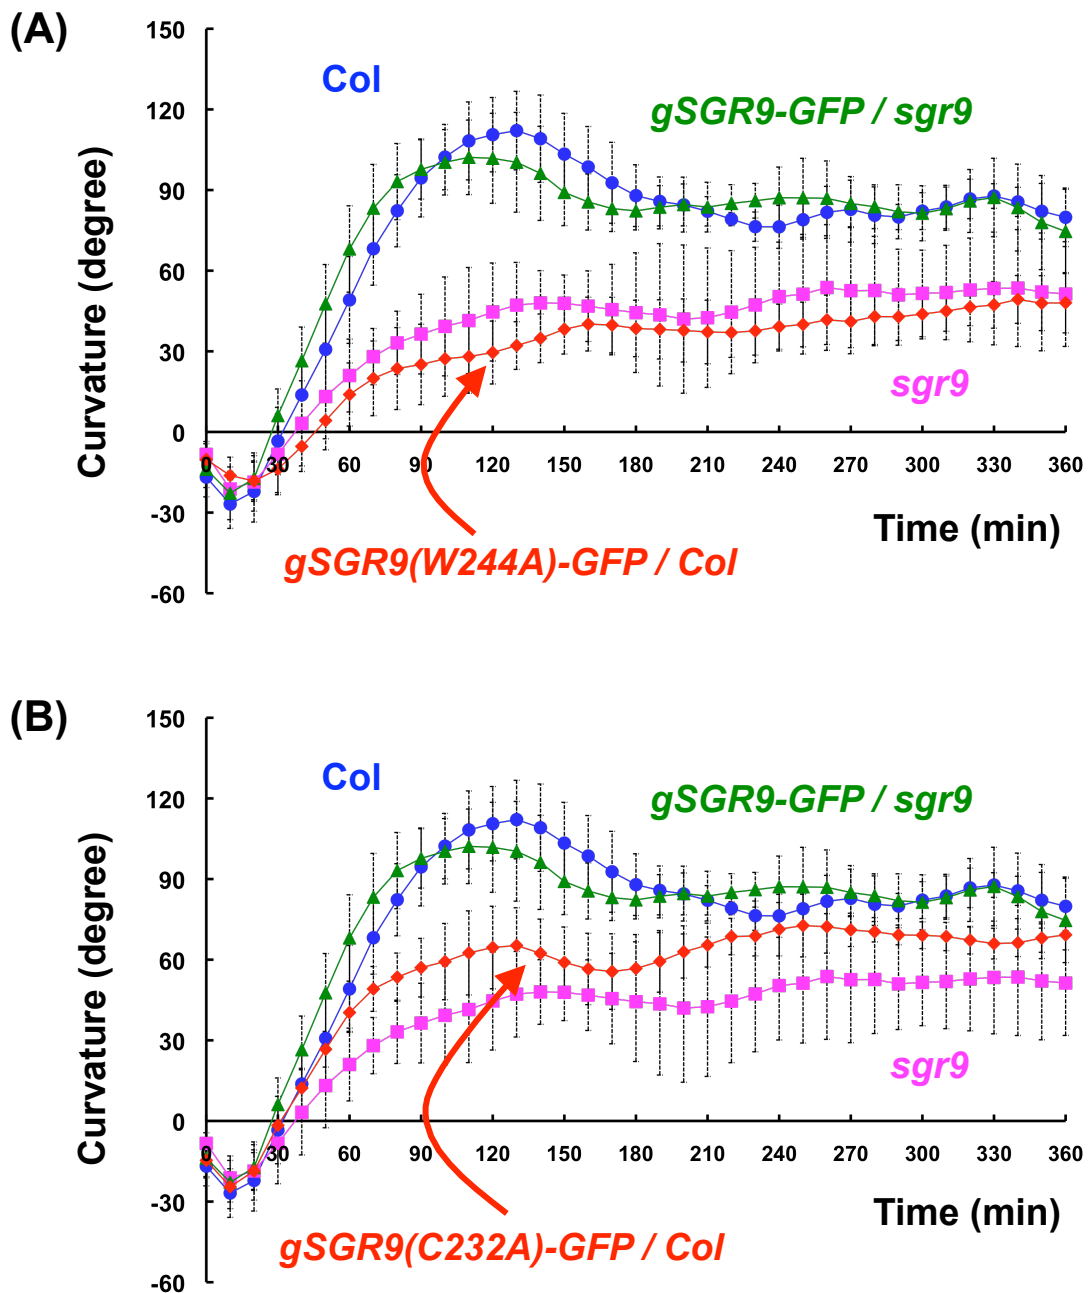 (A)
150
120
90
60
30
0
-30
-60
Curvature (degree)
Col
gSGR9-GFP / sgr9
sgr9
0 30 60 90 120 150 180 210 240 270 300 330 360
Time (min)
gSGR9(W244A)-GFP / Col
(B)
150
120
90
60
30
0
-30
-60
Curvature (degree)
Col
gSGR9-GFP / sgr9
sgr9
0 30 60 90 120 150 180 210 240 270 300 330 360
Time (min)
gSGR9(C232A)-GFP / Col